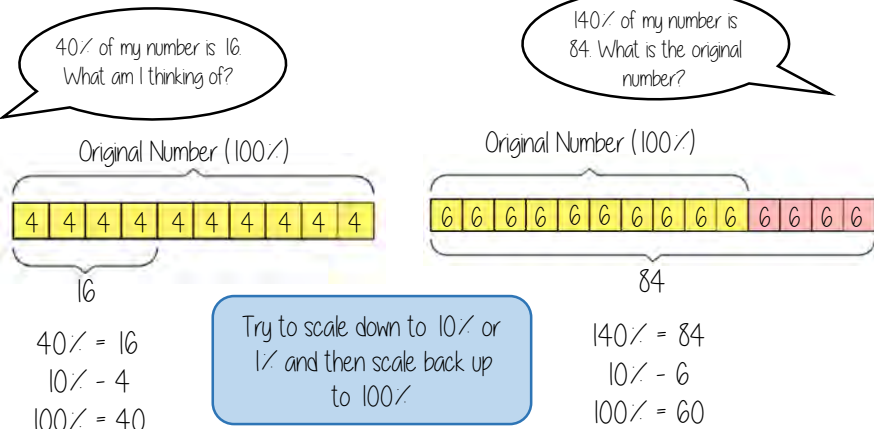 40% of my number is 16.
What am I thinking of?
Original Number (100%)
4 4 4 4 4 4 4 4 4 4
16
40% = 16
10% - 4
100% = 40
Try to scale down to 10% or
1% and then scale back up
to 100%
140% of my number is
84. What is the original
number?
Original Number (100%)
6 6 6 6 6 6 6 6 6 6 6 6 6 6
84
140% = 84
10% - 6
100% = 60